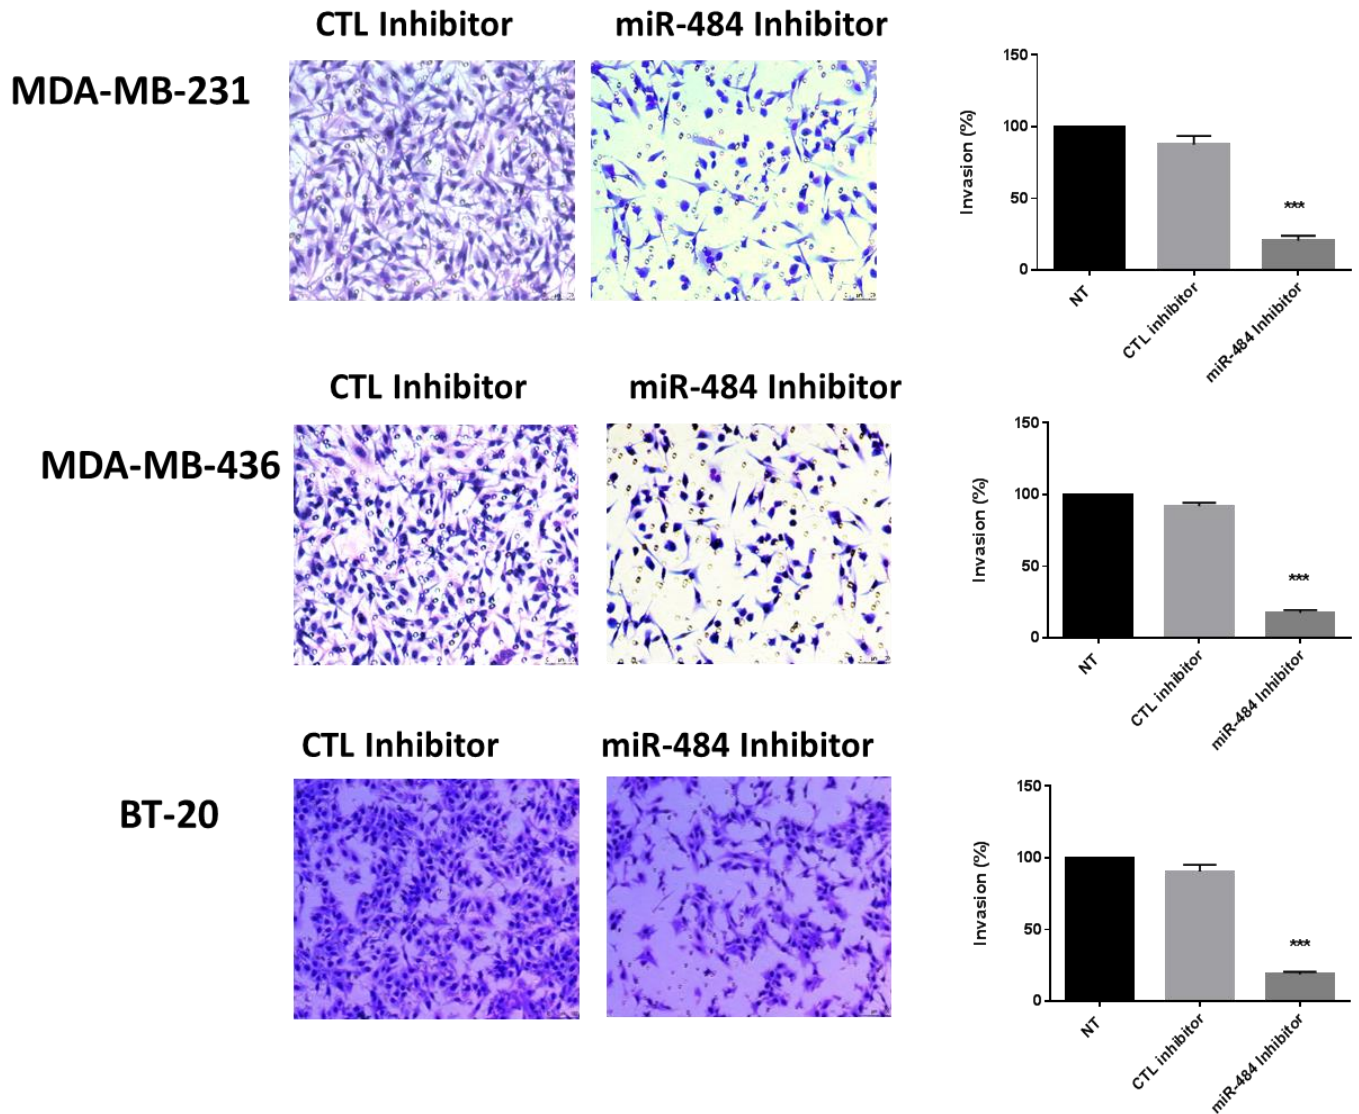 CTL Inhibitor
miR-484 Inhibitor
MDA-MB-231
150
100
50
0
Invasion (%)
***
NT
CTL inhibitor
miR-484 Inhibitor
CTL Inhibitor
miR-484 Inhibitor
MDA-MB-436
150
100
50
0
Invasion (%)
***
NT
CTL inhibitor
miR-484 Inhibitor
CTL Inhibitor
miR-484 Inhibitor
BT-20
150
100
50
0
Invasion (%)
***
NT
CTL inhibitor
miR-484 Inhibitor